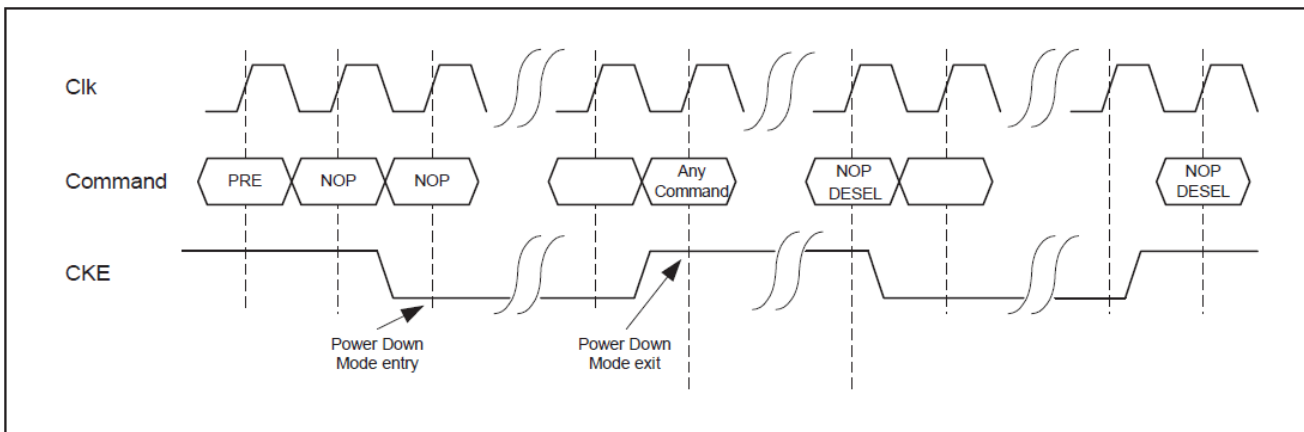 Clk
Command
PRE
NOP
NOP
Any
Command
NOP
DESEL
NOP
DESEL
CKE
Power Down
Mode entry
Power Down
Mode exit